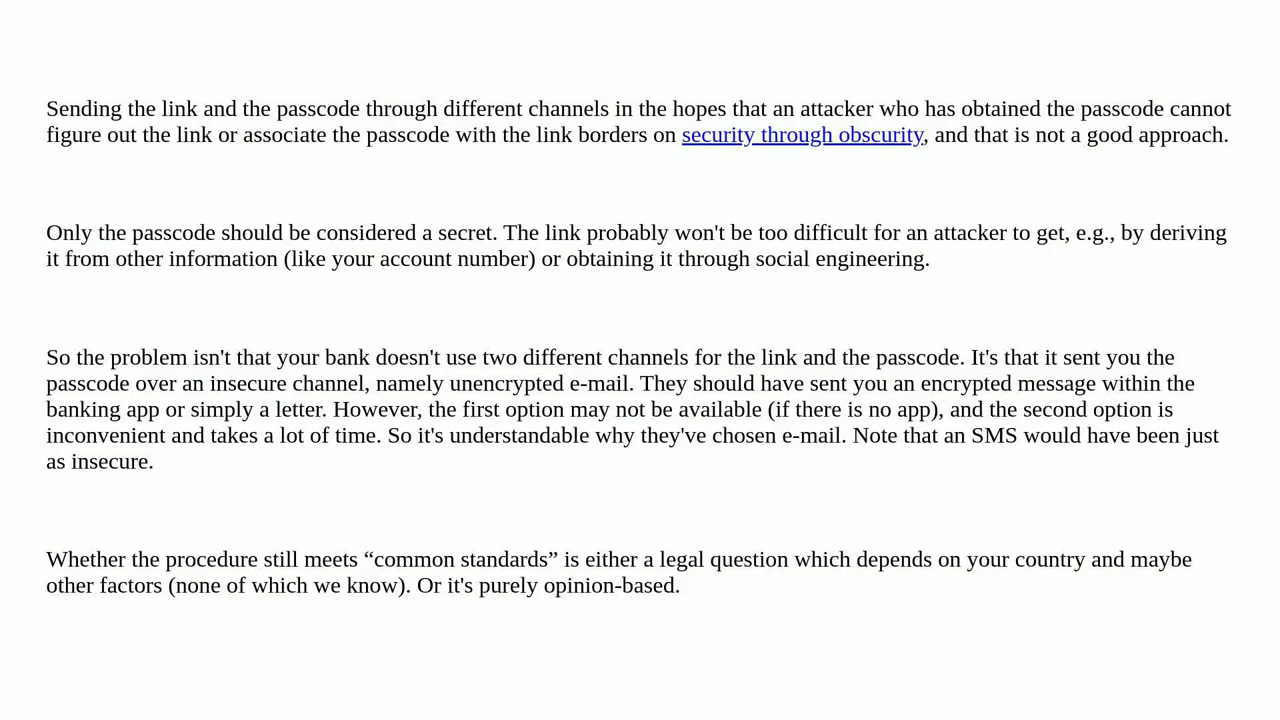 Sending the link and the passcode through different channels in the hopes that an attacker who has obtained the passcode cannot
figure out the link or associate the passcode with the link borders on security through obscurity, and that is not a good approach.
Only the passcode should be considered a secret. The link probably won't be too difficult for an attacker to get, e.g., by deriving
it from other information (like your account number) or obtaining it through social engineering.
So the problem isn't that your bank doesn't use two different channels for the link and the passcode. It's that it sent you the
passcode over an insecure channel, namely unencrypted e-mail. They should have sent you an encrypted message within the
banking app or simply a letter. However, the first option may not be available (if there is no app), and the second option is
inconvenient and takes a lot of time. So it's understandable why they've chosen e-mail. Note that an SMS would have been just
as insecure.
Whether the procedure still meets “common standards” is either a legal question which depends on your country and maybe
other factors (none of which we know). Or it's purely opinion-based.